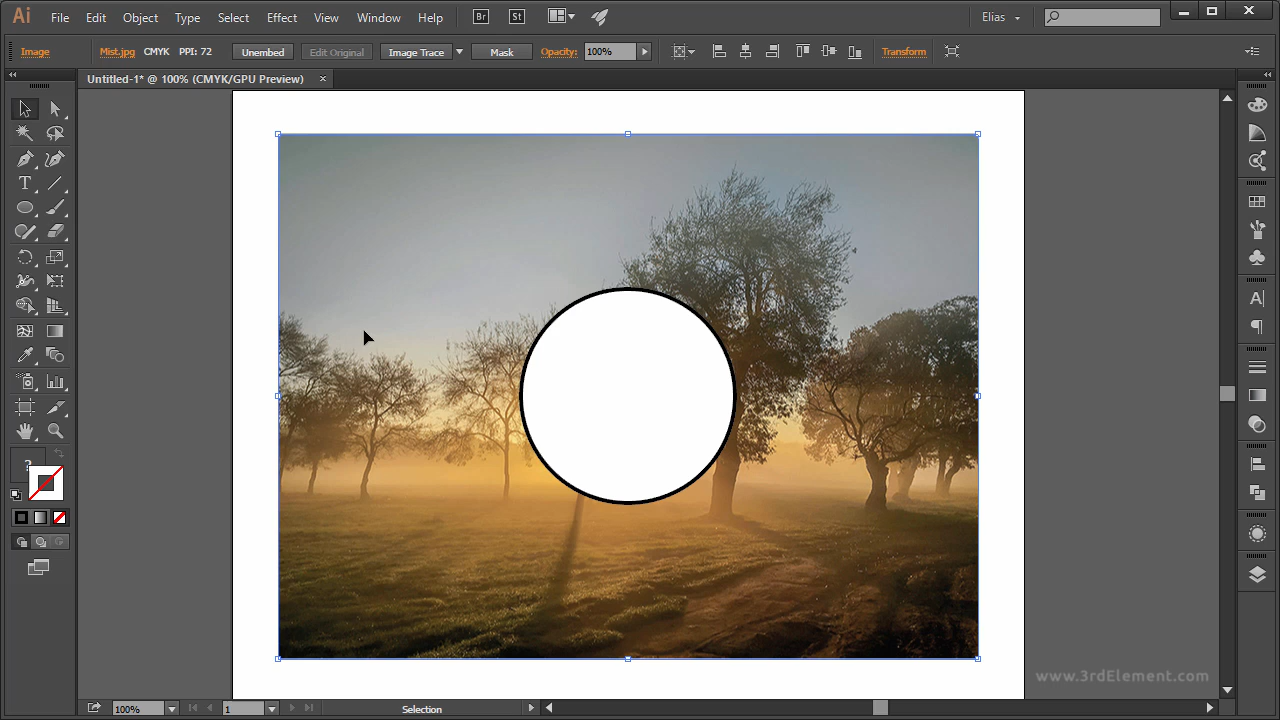 Ai File Edit Object Type Select Effect View Window Help Br St Elias
Image Mist.jpg CMYK PPI: 72 Unembed Edit Original Image Trace Mask Opacity: 100% Transform
Untitled-1* @ 100% (CMYK/GPU Preview)
T
A
?
www.3rdElement.com
100% 1 Selection